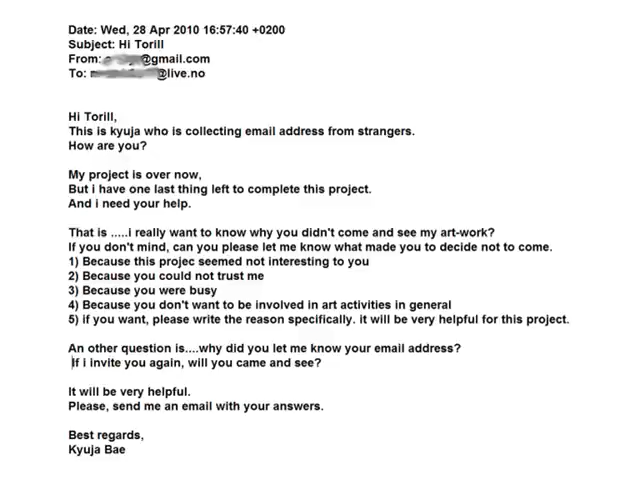 Date: Wed, 28 Apr 2010 16:57:40 +0200
Subject: Hi Torill
From: @gmail.com
To: @live.no
Hi Torill,
This is kyuja who is collecting email address from strangers.
How are you?
My project is over now,
But i have one last thing left to complete this project.
And i need your help.
That is .....i really want to know why you didn't come and see my art-work?
If you don't mind, can you please let me know what made you to decide not to come.
1) Because this projec seemed not interesting to you
2) Because you could not trust me
3) Because you were busy
4) Because you don't want to be involved in art activities in general
5) if you want, please write the reason specifically. it will be very helpful for this project.
An other question is....why did you let me know your email address?
If i invite you again, will you came and see?
It will be very helpful.
Please, send me an email with your answers.
Best regards,
Kyuja Bae